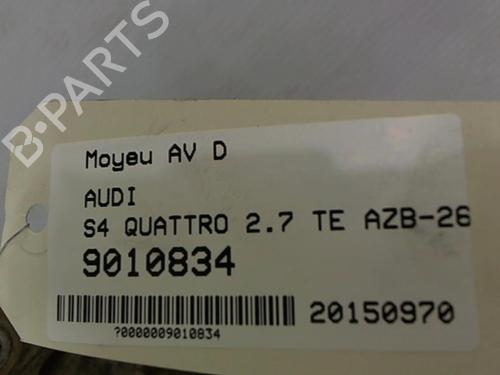 B-PARTS
Moyeu AV D
AUDI
S4 QUATTRO 2.7 TE AZB-26
9010834
20150970
?0000009010834